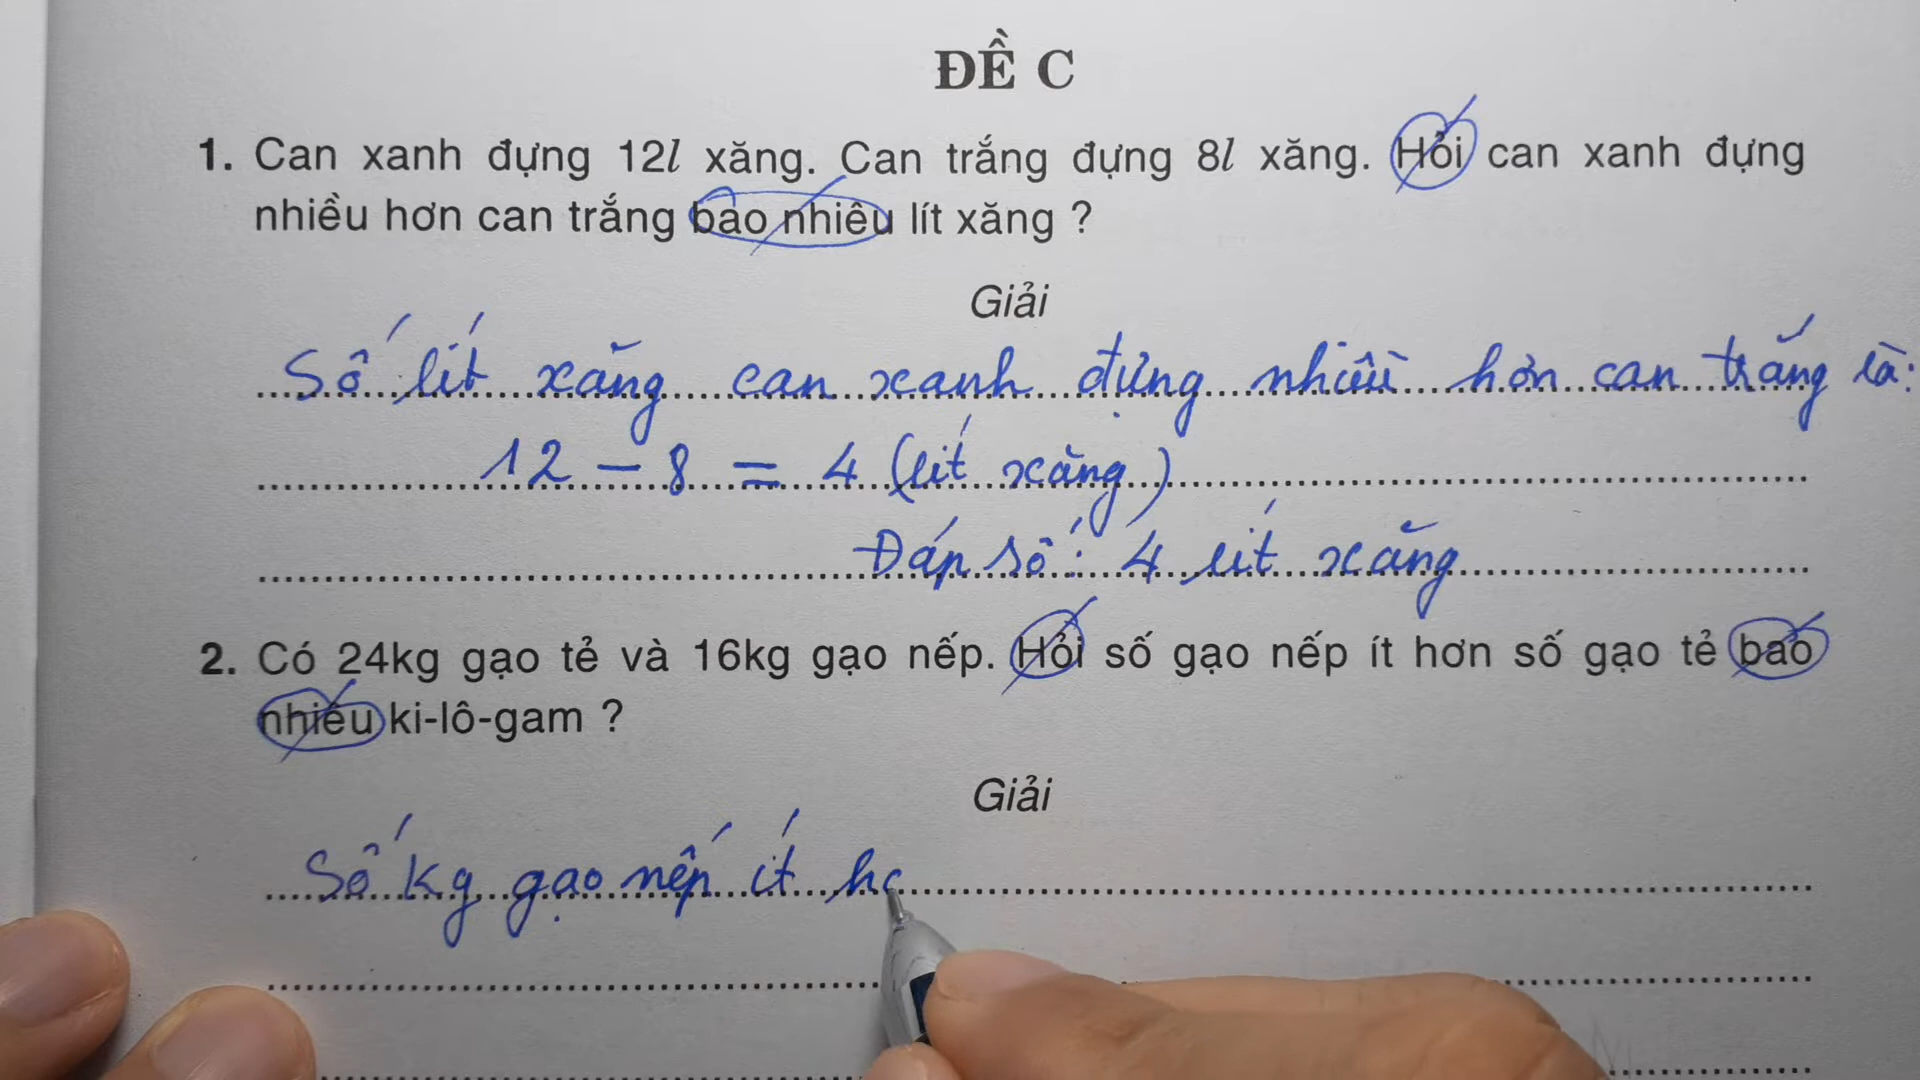 ĐỀ C
1. Can xanh đựng 12l xăng. Can trắng đựng 8l xăng. Hỏi can xanh đựng
nhiều hơn can trắng bao nhiêu lít xăng ?
Giải
Số lít xăng can xanh đựng nhiều hơn can trắng là:
12 - 8 = 4 (lít xăng)
Đáp số: 4 lít xăng
2. Có 24kg gạo tẻ và 16kg gạo nếp. Hỏi số gạo nếp ít hơn số gạo tẻ bao
nhiêu ki-lô-gam ?
Giải
Số kg gạo nếp ít ho